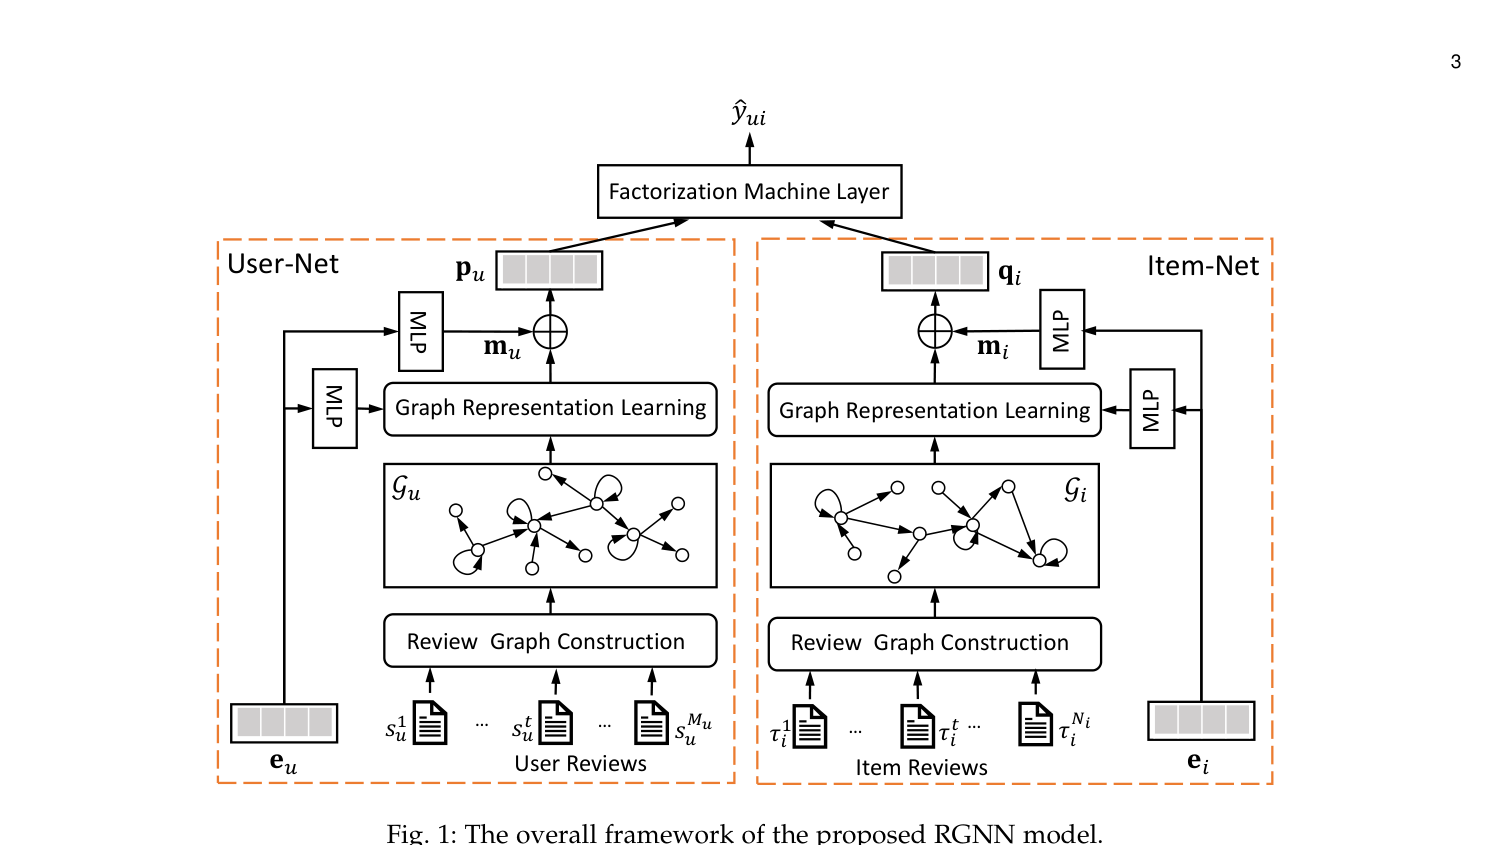 3
ŷ_ui
Factorization Machine Layer
User-Net
p_u
q_i
Item-Net
MLP
m_u
m_i
MLP
MLP
Graph Representation Learning
Graph Representation Learning
MLP
𝒢_u
𝒢_i
Review Graph Construction
Review Graph Construction
s_u^1 ... s_u^t ... s_u^{M_u}
τ_i^1 ... τ_i^t ... τ_i^{N_i}
e_u
User Reviews
Item Reviews
e_i
Fig. 1: The overall framework of the proposed RGNN model.